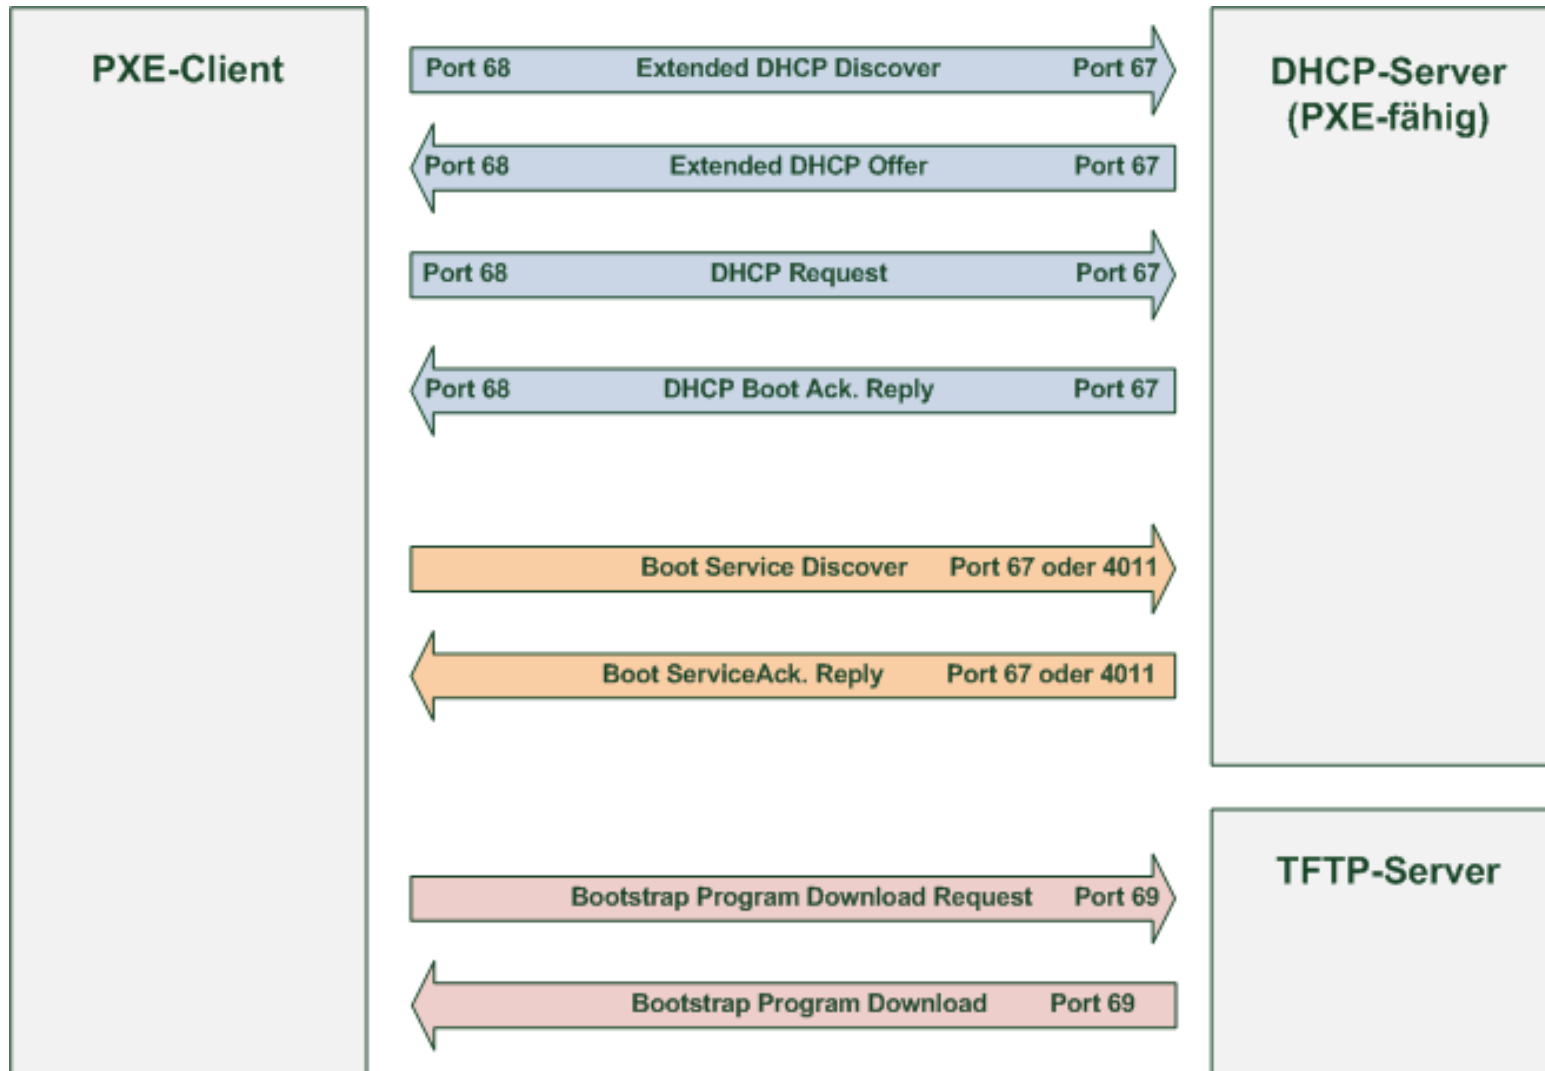 PXE-Client
DHCP-Server
(PXE-fähig)
Port 68 Extended DHCP Discover Port 67
Port 68 Extended DHCP Offer Port 67
Port 68 DHCP Request Port 67
Port 68 DHCP Boot Ack. Reply Port 67
Boot Service Discover Port 67 oder 4011
Boot ServiceAck. Reply Port 67 oder 4011
TFTP-Server
Bootstrap Program Download Request Port 69
Bootstrap Program Download Port 69